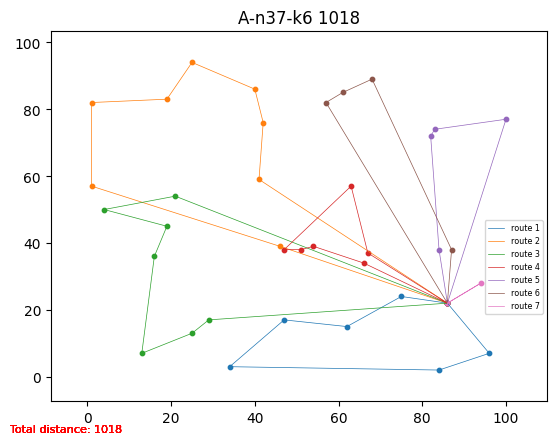 A-n37-k6 1018
100
80
60
40
20
0
route 1
route 2
route 3
route 4
route 5
route 6
route 7
0 20 40 60 80 100
Total distance: 1018